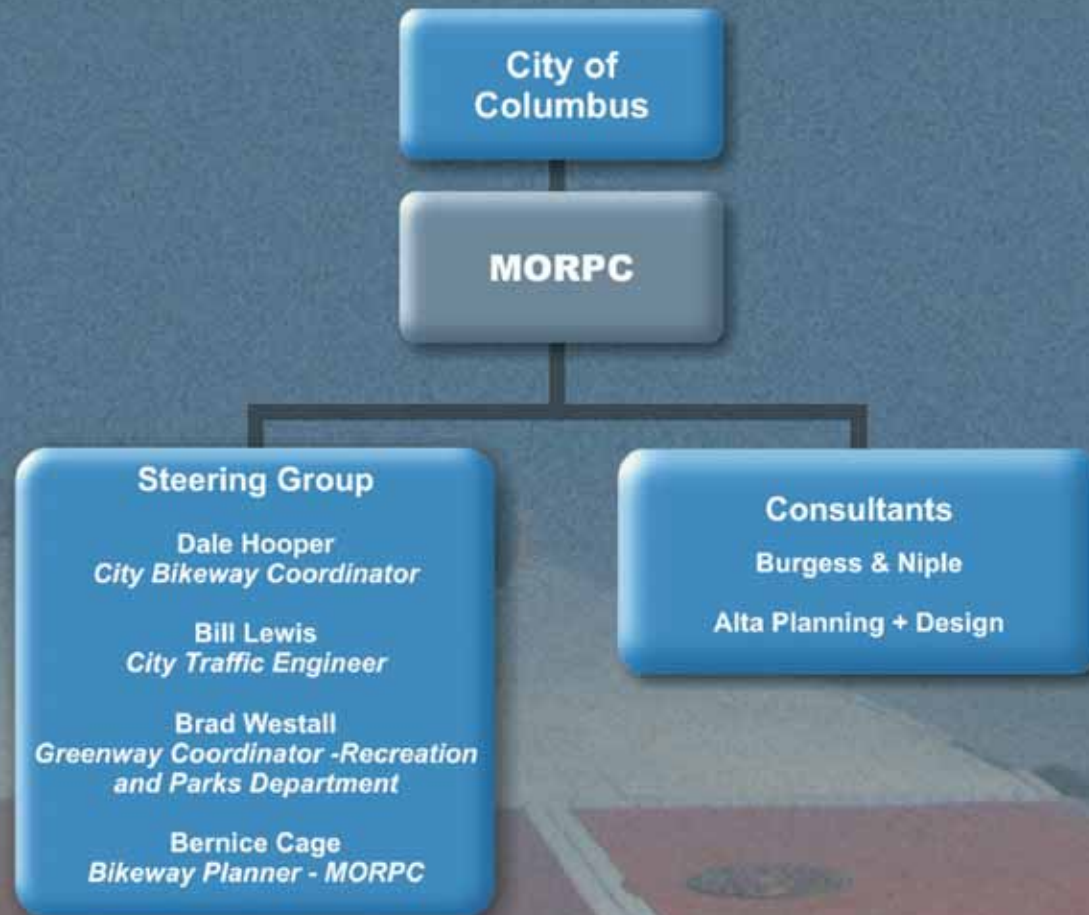 City of
Columbus
MORPC
Steering Group
Dale Hooper
City Bikeway Coordinator
Bill Lewis
City Traffic Engineer
Brad Westall
Greenway Coordinator -Recreation
and Parks Department
Bernice Cage
Bikeway Planner - MORPC
Consultants
Burgess & Niple
Alta Planning + Design